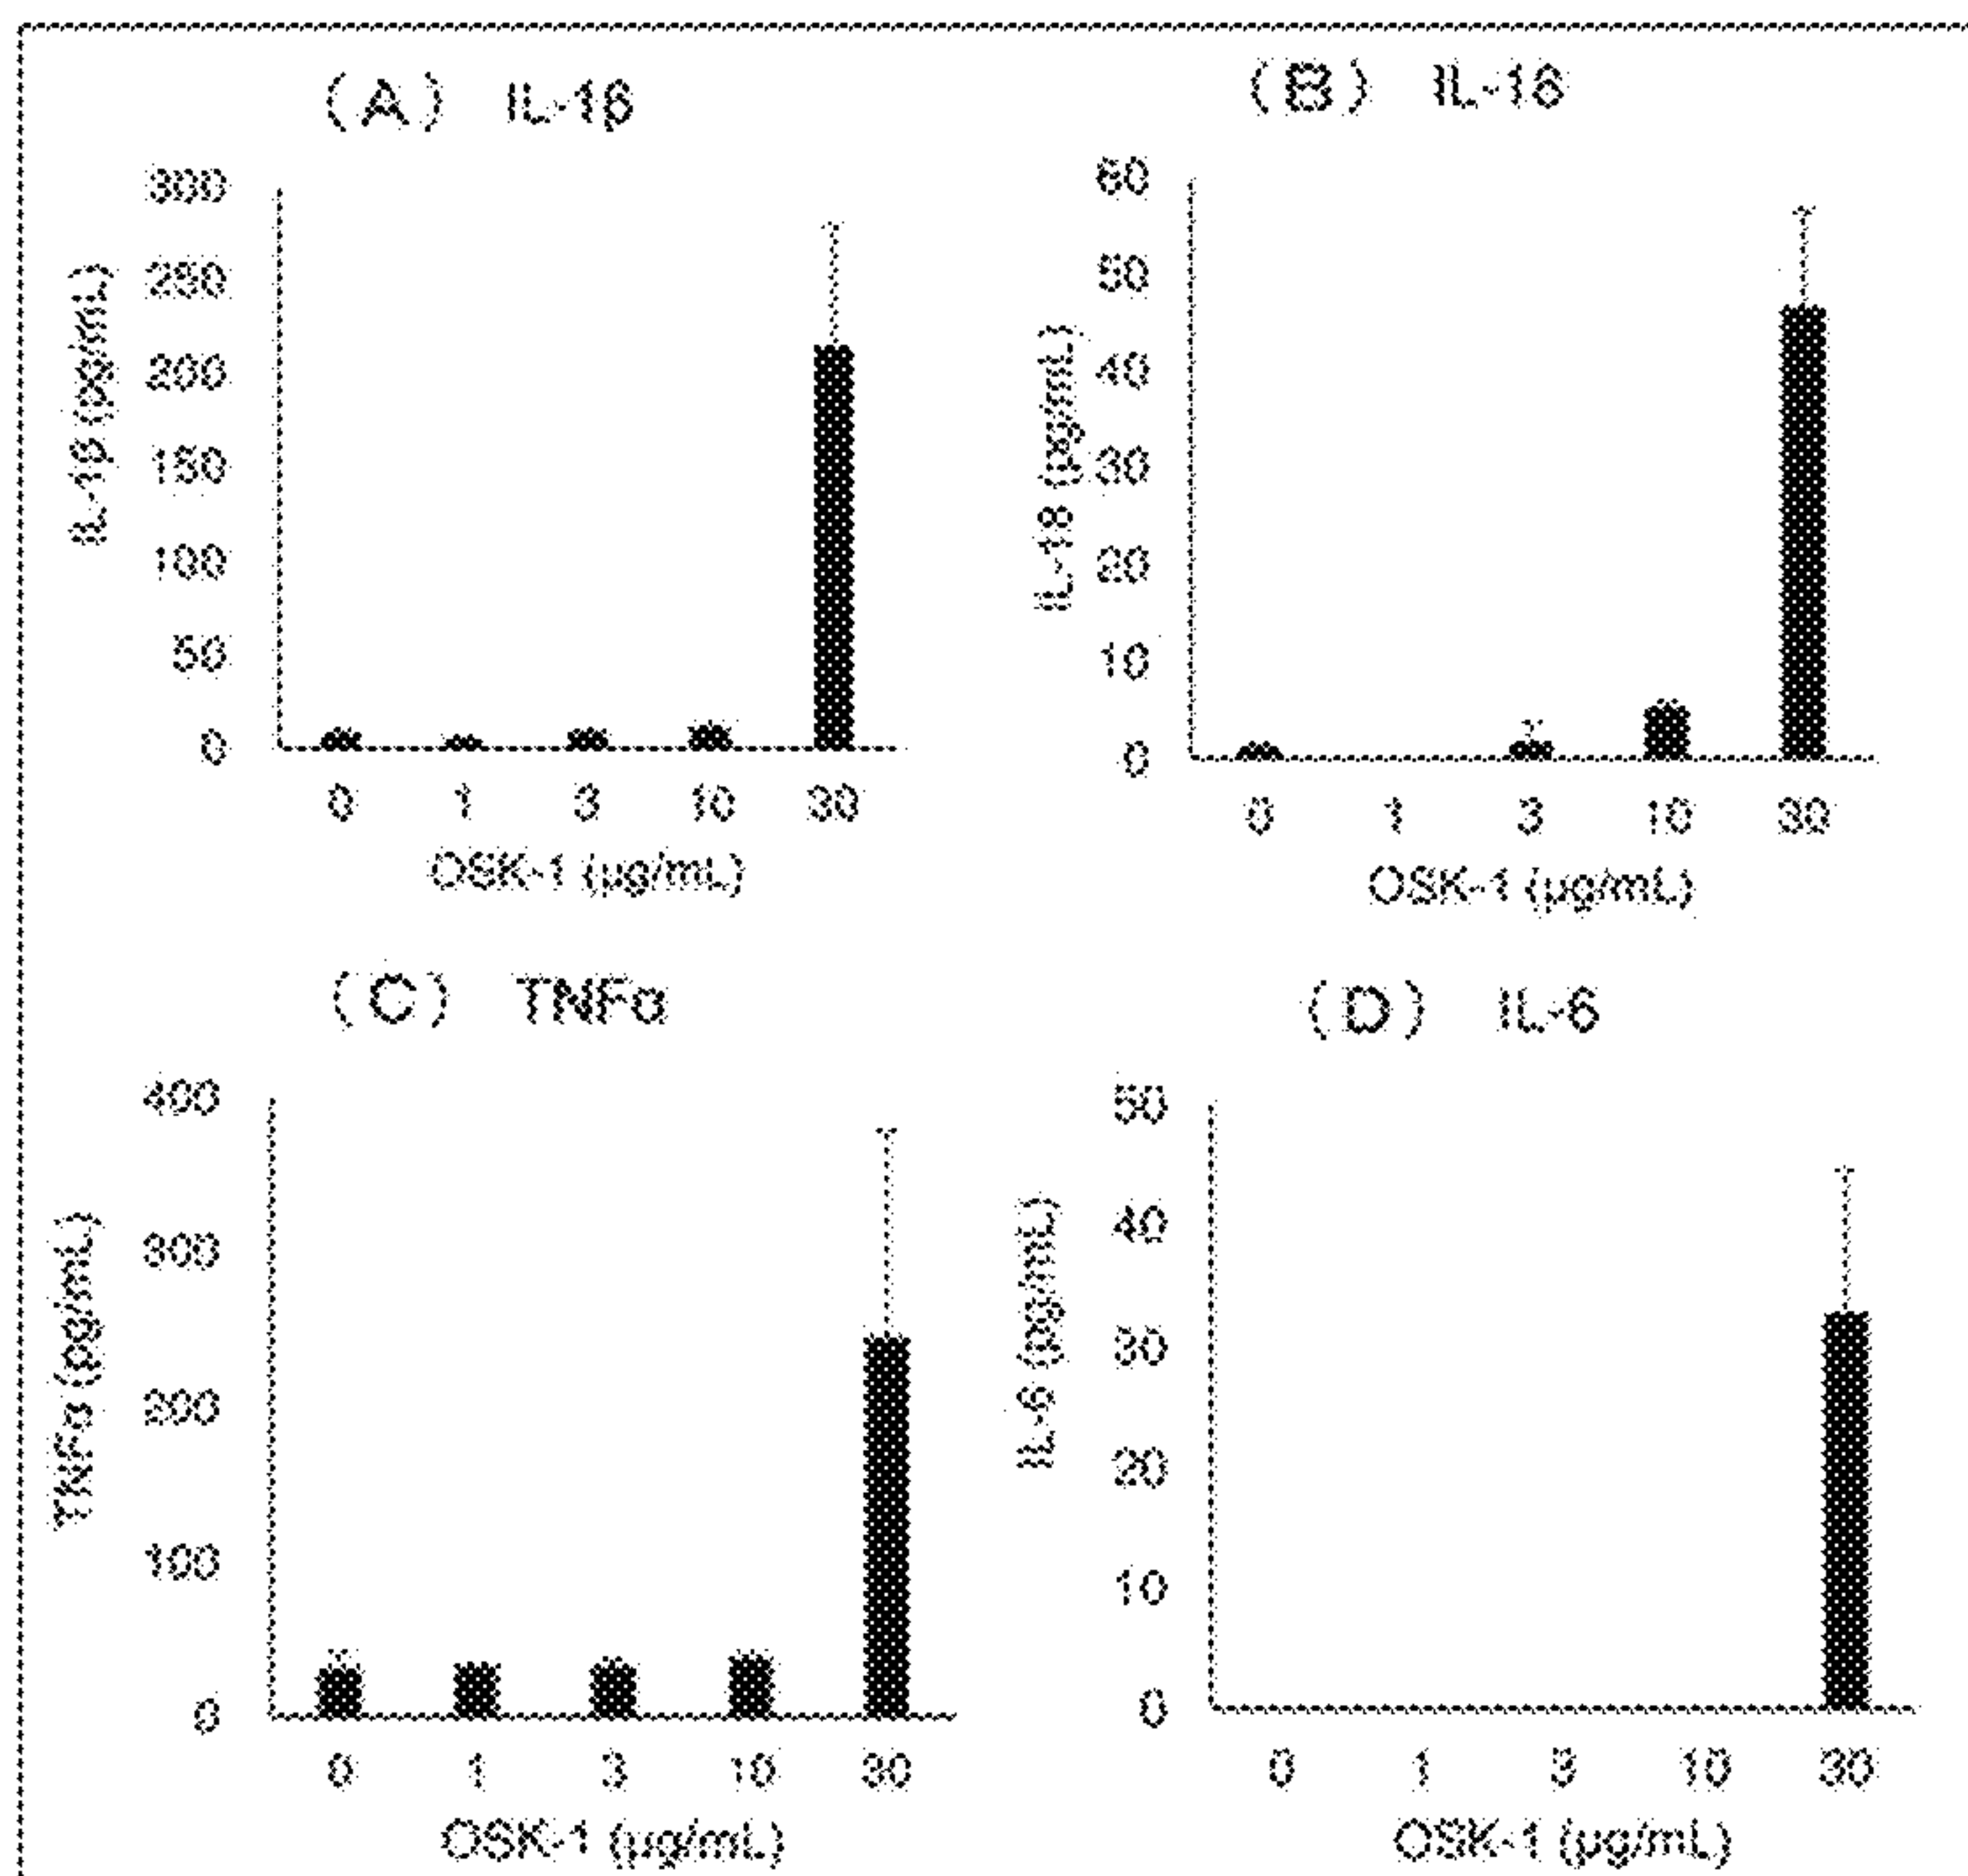 (A) IL-1β
300
250
200
150
100
50
0
IL-1β (pg/mL)
0 1 3 10 30
OSK-1 (μg/mL)
(B) IL-18
60
50
40
30
20
10
0
IL-18 (pg/mL)
0 1 3 10 30
OSK-1 (μg/mL)
(C) TNFα
400
300
200
100
0
TNFα (pg/mL)
0 1 3 10 30
OSK-1 (μg/mL)
(D) IL-6
50
40
30
20
10
0
IL-6 (pg/mL)
0 1 3 10 30
OSK-1 (μg/mL)